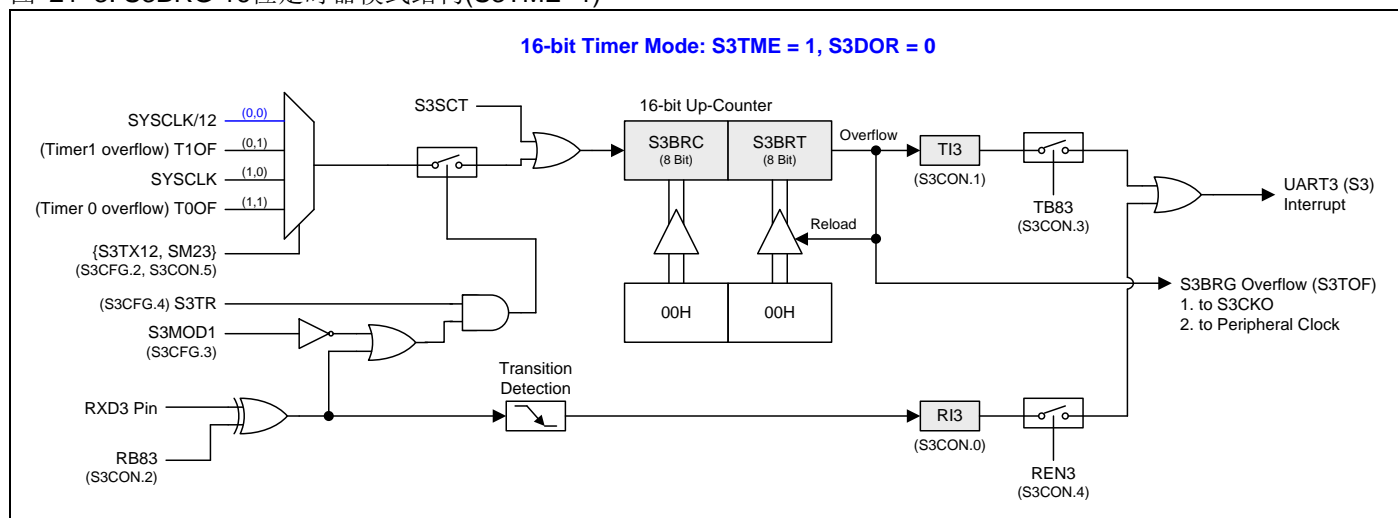 16-bit Timer Mode: S3TME = 1, S3DOR = 0
SYSCLK/12
(0,0)
(Timer1 overflow) T1OF
(0,1)
SYSCLK
(1,0)
(Timer 0 overflow) T0OF
(1,1)
{S3TX12, SM23}
(S3CFG.2, S3CON.5)
S3SCT
16-bit Up-Counter
S3BRC
(8 Bit)
S3BRT
(8 Bit)
Overflow
TI3
(S3CON.1)
TB83
(S3CON.3)
UART3 (S3)
Interrupt
Reload
00H
00H
S3BRG Overflow (S3TOF)
1. to S3CKO
2. to Peripheral Clock
(S3CFG.4) S3TR
S3MOD1
(S3CFG.3)
Transition
Detection
RXD3 Pin
RB83
(S3CON.2)
RI3
(S3CON.0)
REN3
(S3CON.4)